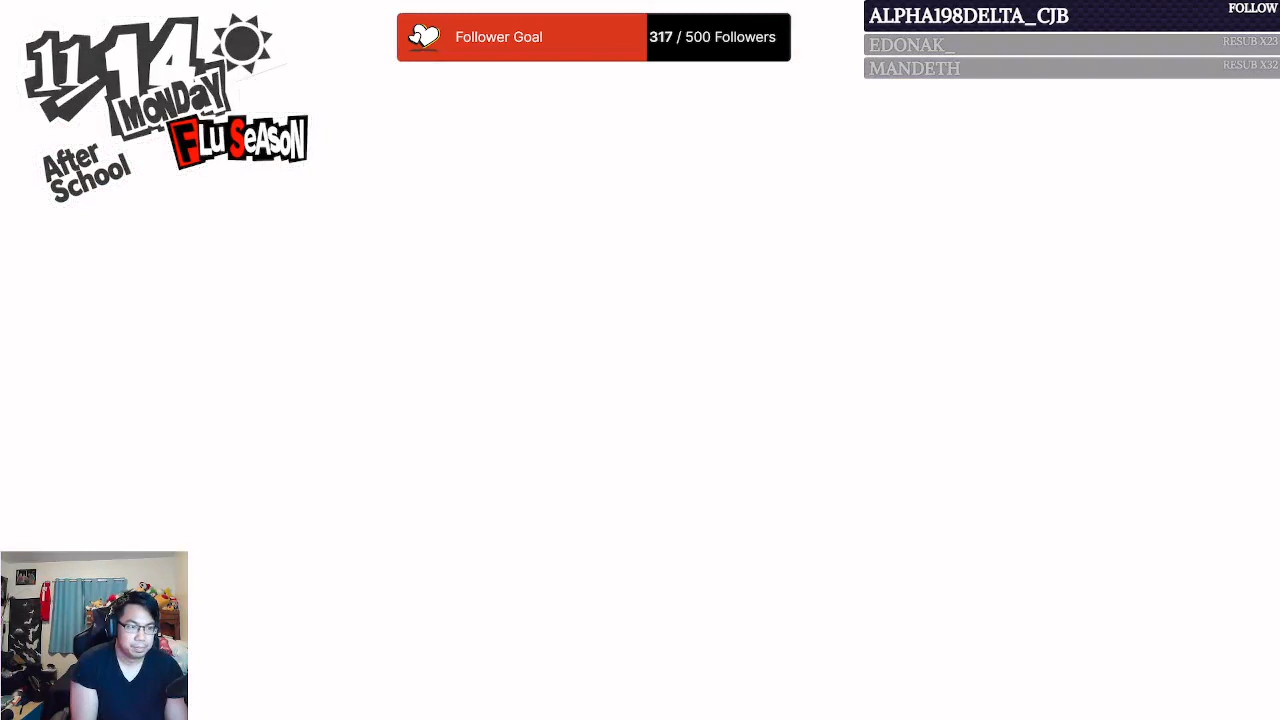 11/14
MoNDaY
FLu SeAsoN
After
School
Follower Goal
317 / 500 Followers
ALPHA198DELTA_CJB FOLLOW
EDONAK_ RESUB X23
MANDETH RESUB X32